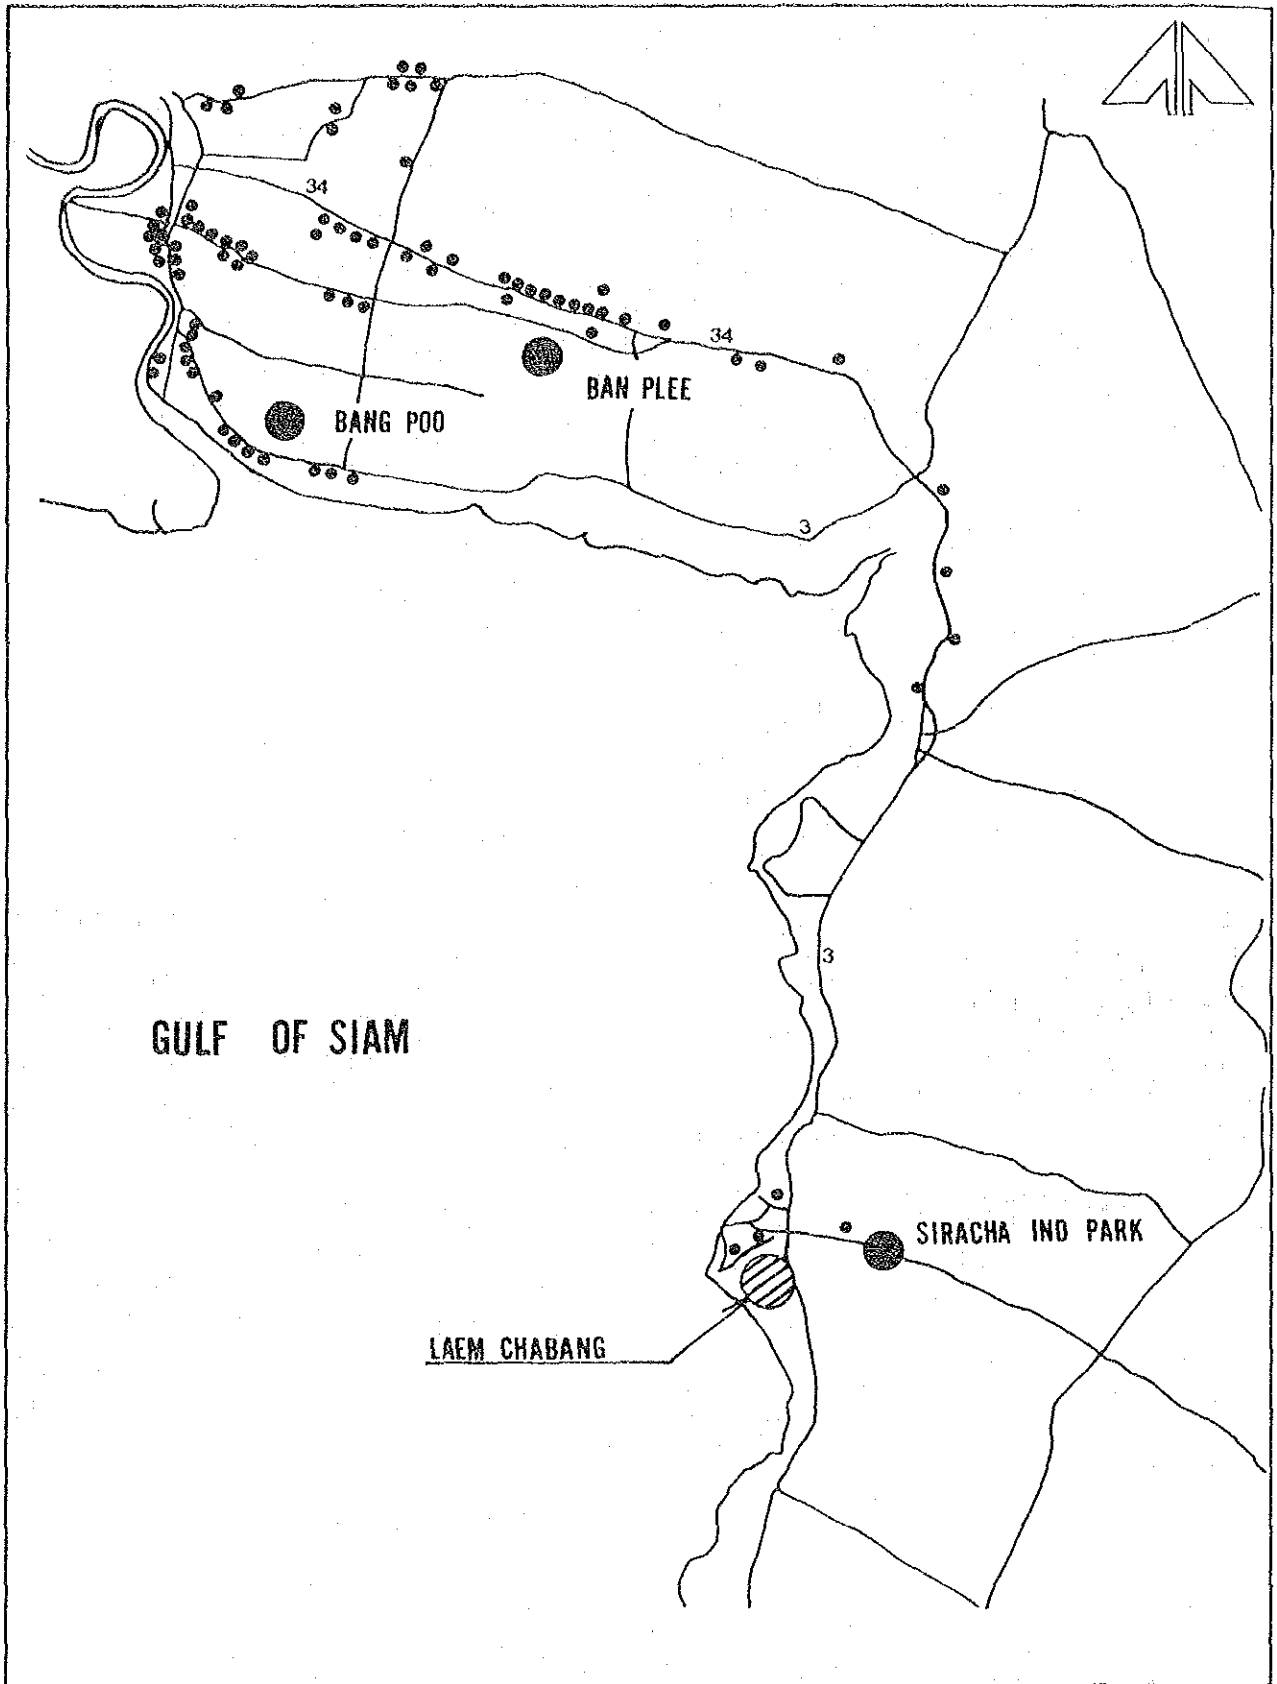 34
34
BAN PLEE
BANG POO
3
3
GULF OF SIAM
SIRACHA IND PARK
LAEM CHABANG